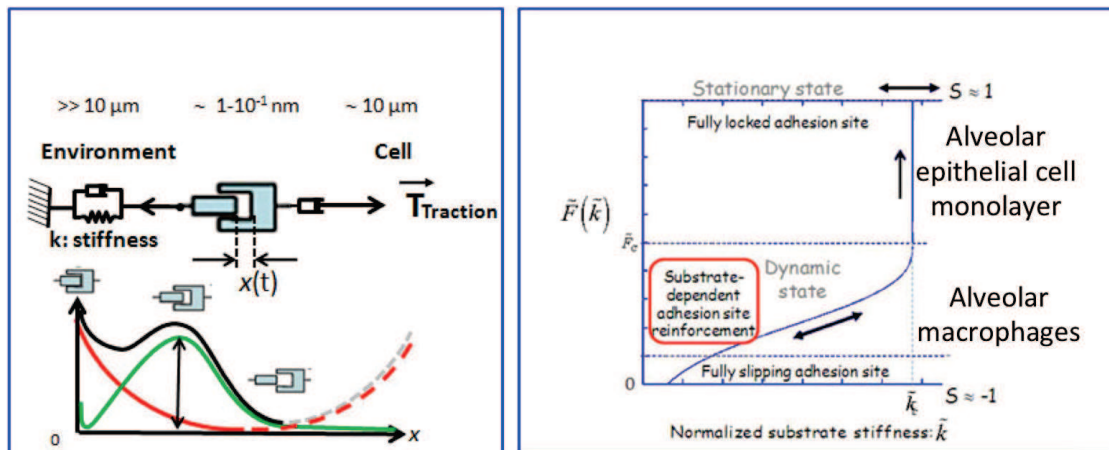 >> 10 µm ~ 1-10⁻¹ nm ~ 10 µm
Environment Cell
T Traction
k: stiffness
x(t)
0 x
Stationary state S ≈ 1
Fully locked adhesion site
Alveolar
epithelial cell
monolayer
F̃(k̃)
F̃c
Dynamic
state
Substrate-
dependent
adhesion site
reinforcement
Alveolar
macrophages
Fully slipping adhesion site
0
k̃c S ≈ -1
Normalized substrate stiffness: k̃